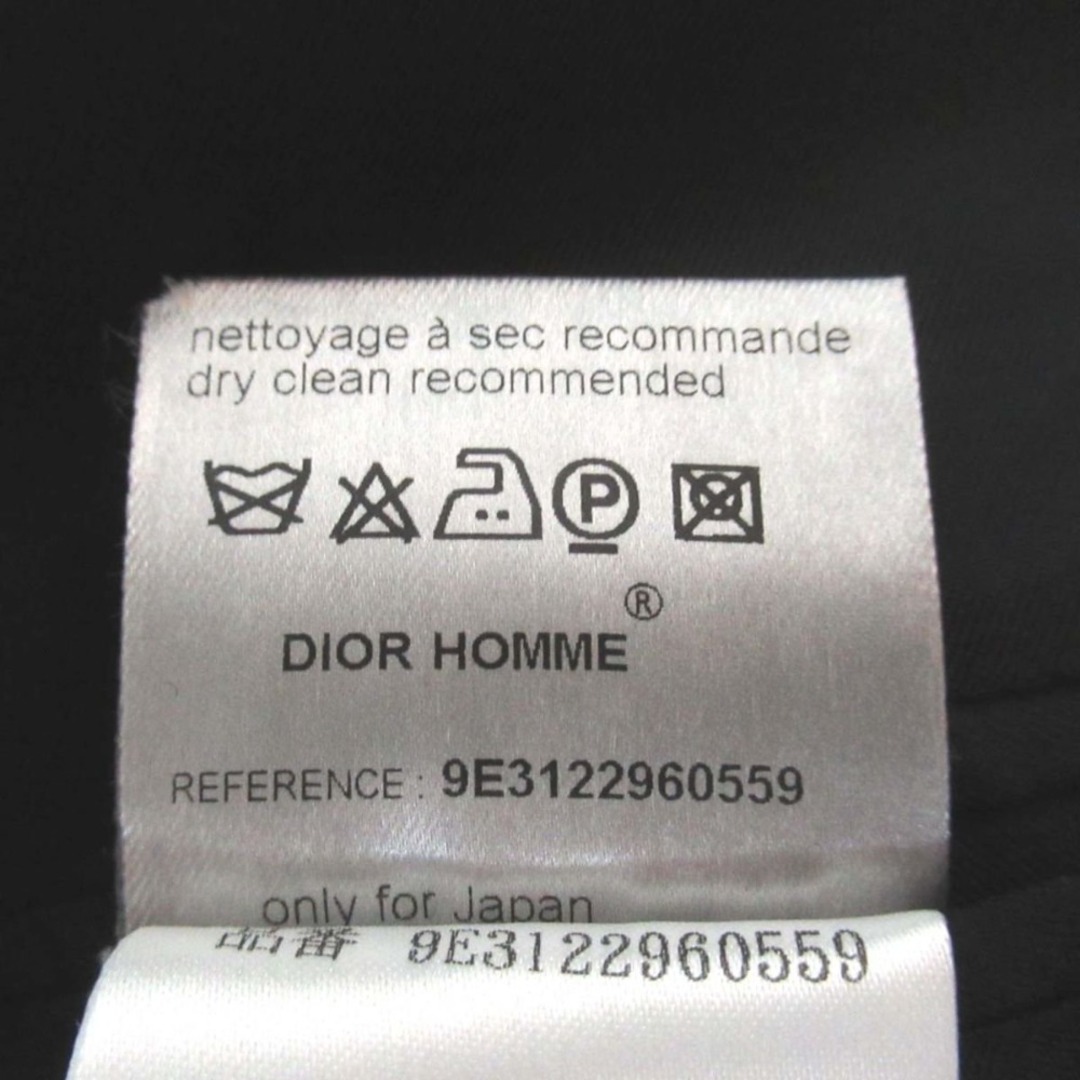 nettoyage à sec recommande
dry clean recommended
P
DIOR HOMME®
REFERENCE : 9E3122960559
only for Japan
品番 9E3122960559